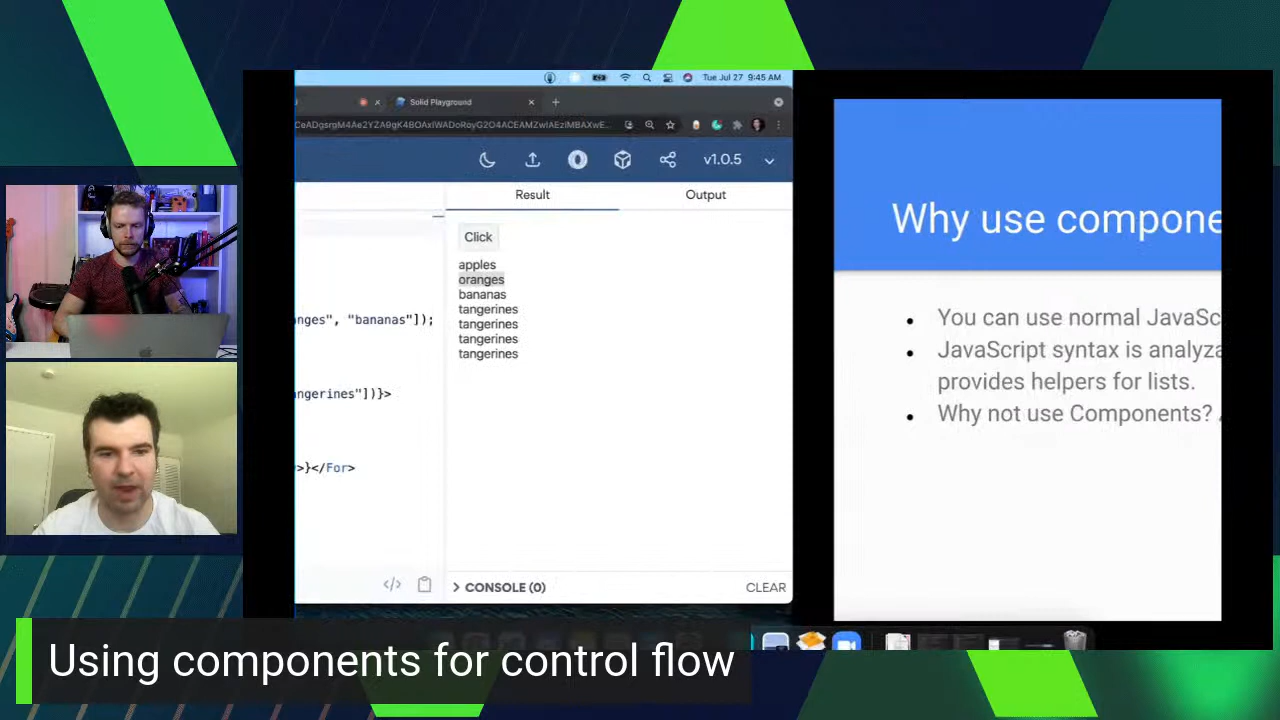 Tue Jul 27 9:45 AM
Solid Playground
v1.0.5
Result
Output
Click
apples
oranges
bananas
tangerines
tangerines
tangerines
tangerines
nges", "bananas"]);
ngerines"])}>
>}</For>
CONSOLE (0)
CLEAR
Why use compone
You can use normal JavaSc
JavaScript syntax is analyza
provides helpers for lists.
Why not use Components?
Using components for control flow